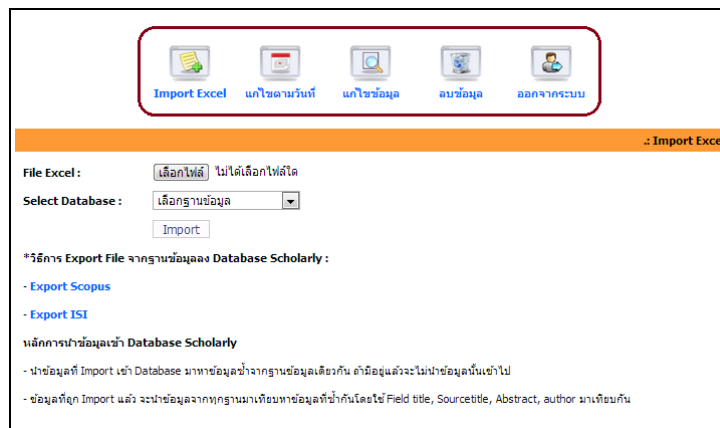 Import Excel แก้ไขตามวันที่ แก้ไขข้อมูล ลบข้อมูล ออกจากระบบ
.: Import Exce
File Excel : เลือกไฟล์ ไม่ได้เลือกไฟล์ใด
Select Database : เลือกฐานข้อมูล
Import
*วิธีการ Export File จากฐานข้อมูลลง Database Scholarly :
- Export Scopus
- Export ISI
หลักการนำข้อมูลเข้า Database Scholarly
- นำข้อมูลที่ Import เข้า Database มาหาข้อมูลซ้ำจากฐานข้อมูลเดียวกัน ถ้ามีอยู่แล้วจะไม่นำข้อมูลนั้นเข้าไป
- ข้อมูลที่ถูก Import แล้ว จะนำข้อมูลจากทุกฐานมาเทียบหาข้อมูลที่ซ้ำกันโดยใช้ Field title, Sourcetitle, Abstract, author มาเทียบกัน